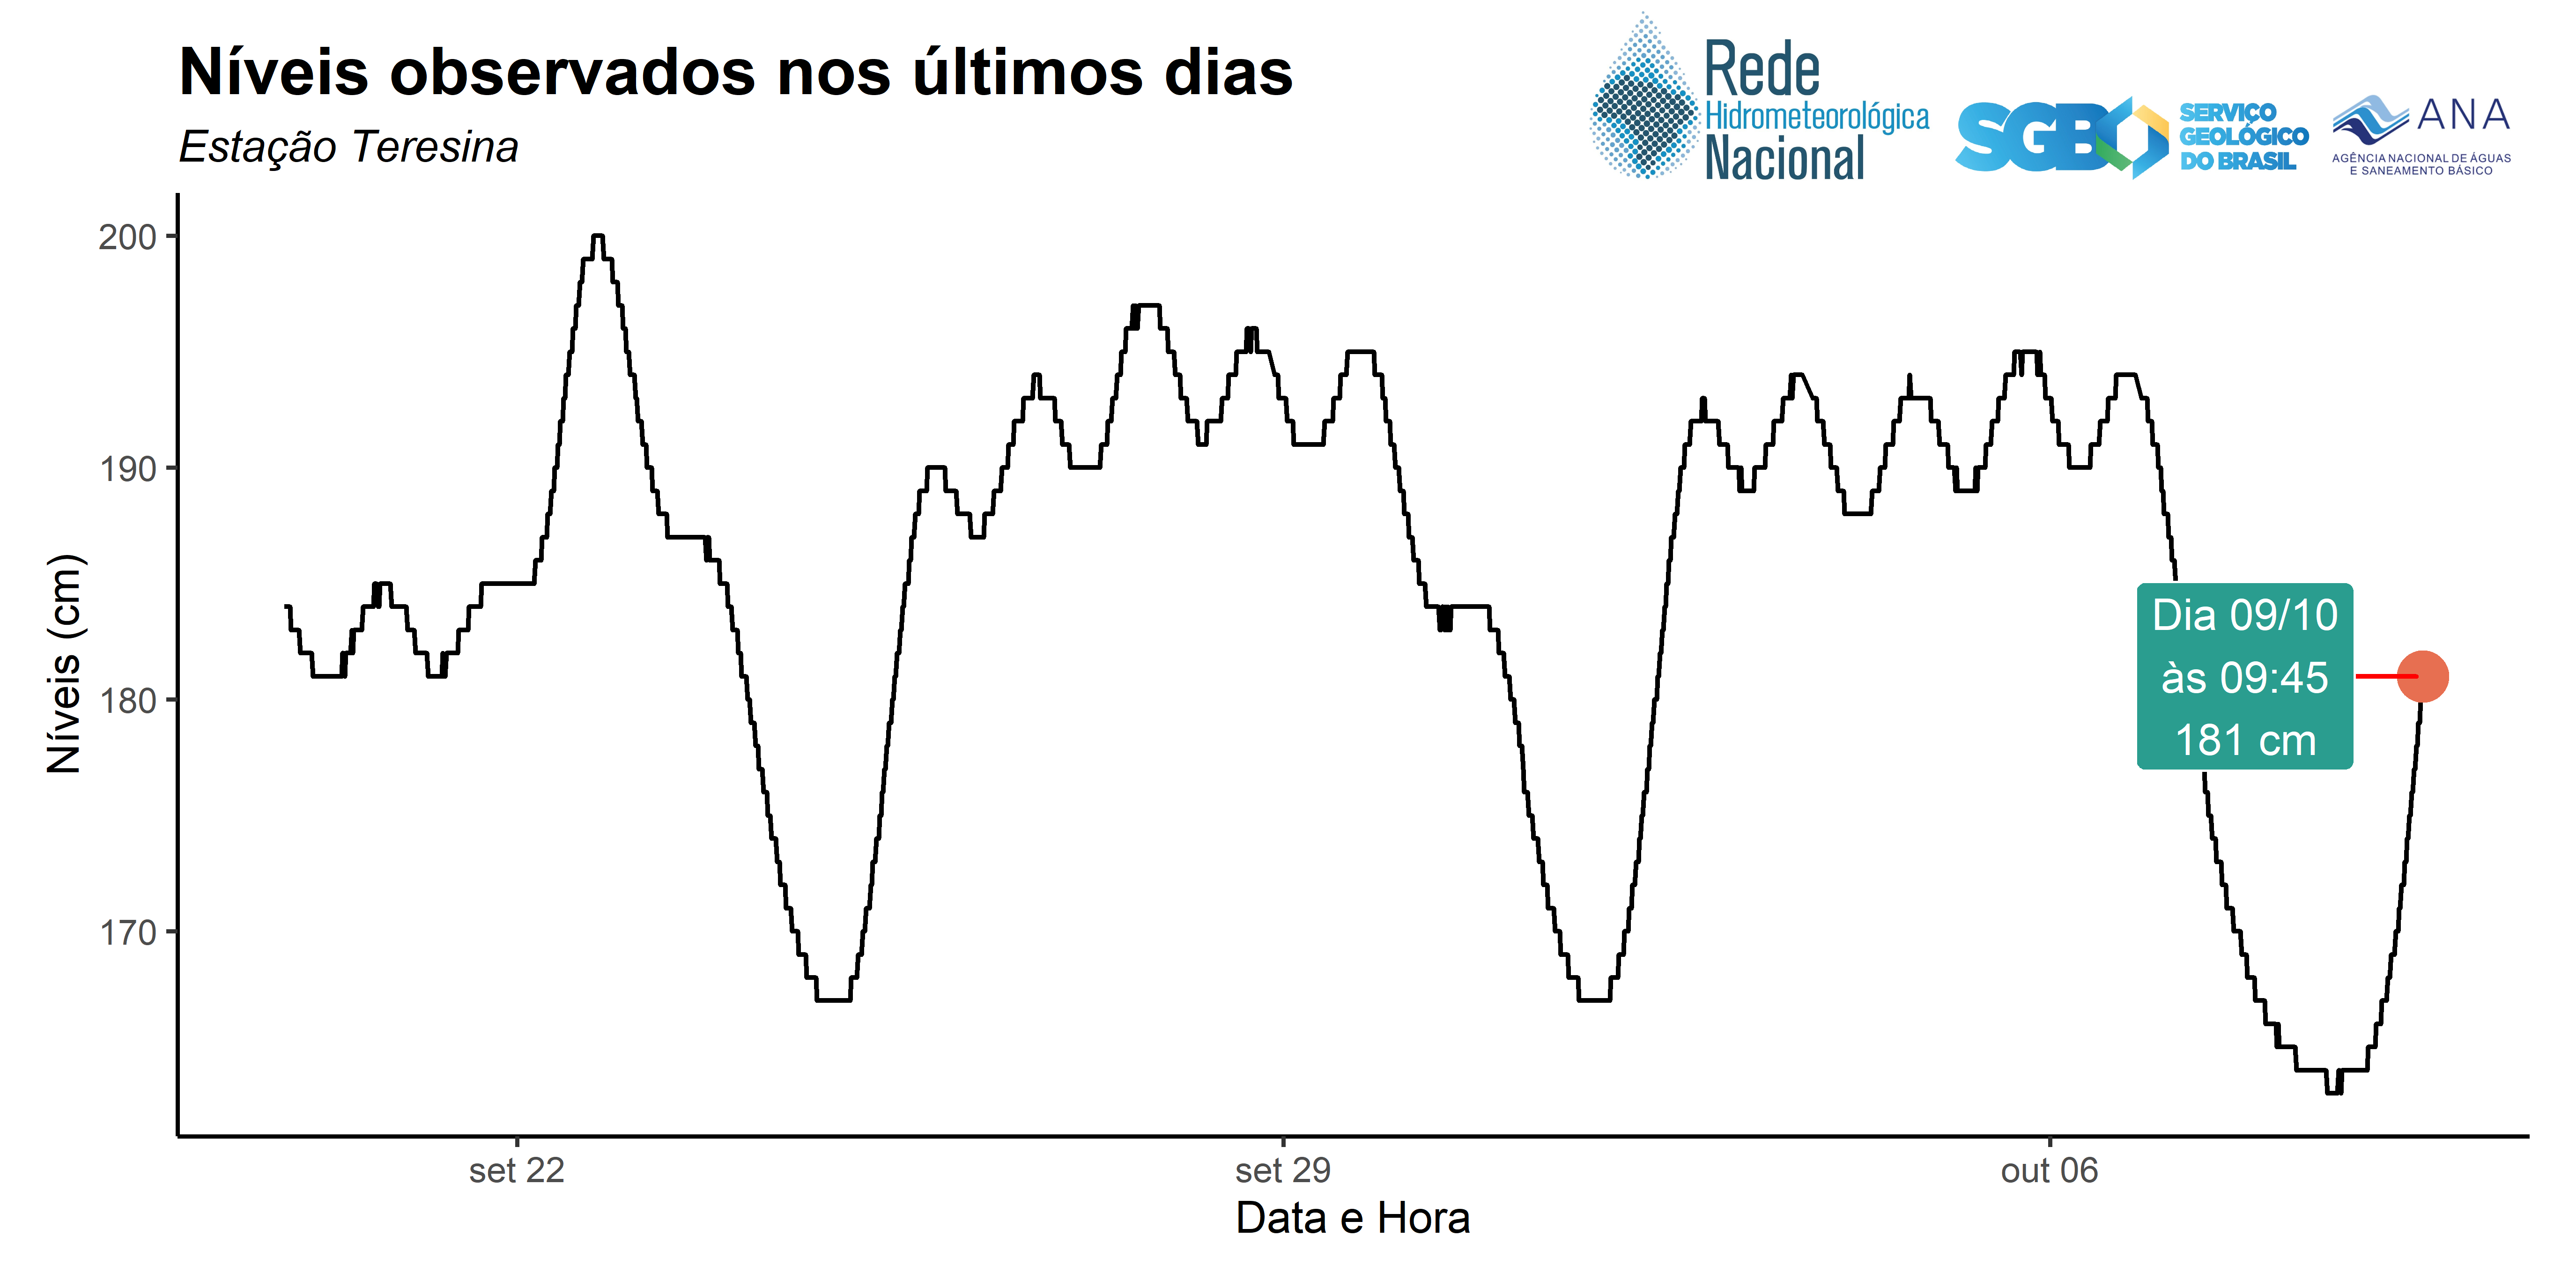 Níveis observados nos últimos dias
Estação Teresina
Rede
Hidrometeorológica
Nacional
SGB
SERVIÇO
GEOLÓGICO
DO BRASIL
ANA
AGÊNCIA NACIONAL DE ÁGUAS
E SANEAMENTO BÁSICO
Níveis (cm)
200
190
180
170
Dia 09/10
às 09:45
181 cm
set 22
set 29
out 06
Data e Hora